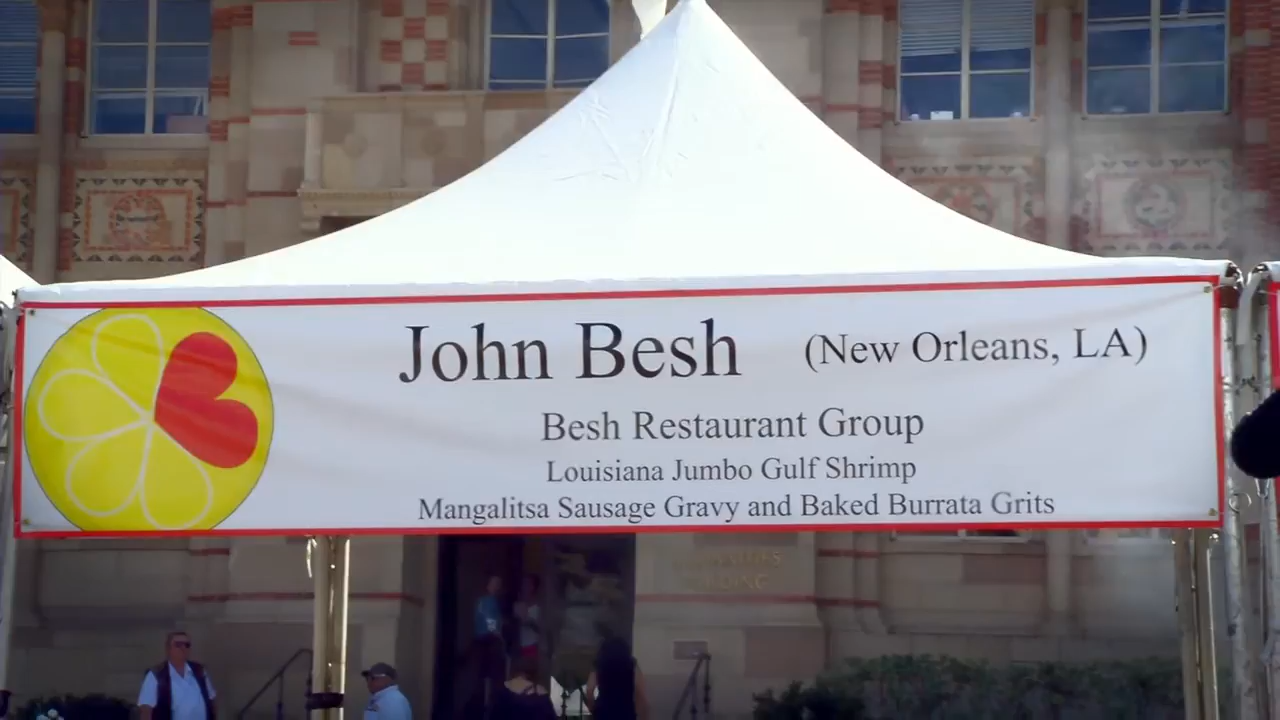 John Besh (New Orleans, LA)
Besh Restaurant Group
Louisiana Jumbo Gulf Shrimp
Mangalitsa Sausage Gravy and Baked Burrata Grits